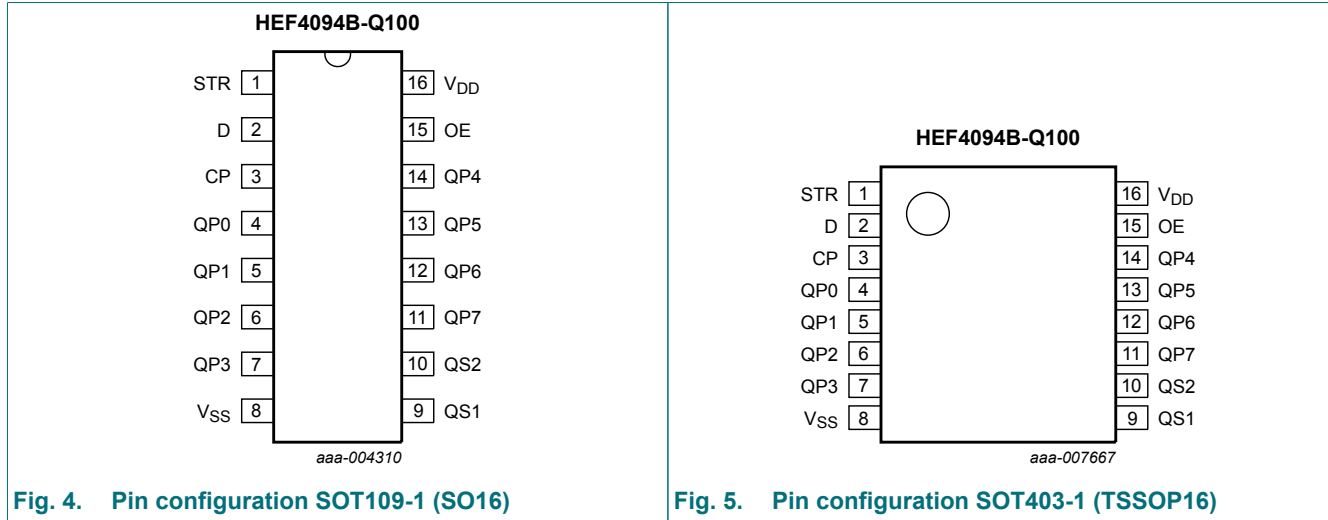 HEF4094B-Q100
STR 1 16 VDD
D 2 15 OE
CP 3 14 QP4
QP0 4 13 QP5
QP1 5 12 QP6
QP2 6 11 QP7
QP3 7 10 QS2
VSS 8 9 QS1
aaa-004310
Fig. 4. Pin configuration SOT109-1 (SO16)
HEF4094B-Q100
STR 1 16 VDD
D 2 15 OE
CP 3 14 QP4
QP0 4 13 QP5
QP1 5 12 QP6
QP2 6 11 QP7
QP3 7 10 QS2
VSS 8 9 QS1
aaa-007667
Fig. 5. Pin configuration SOT403-1 (TSSOP16)